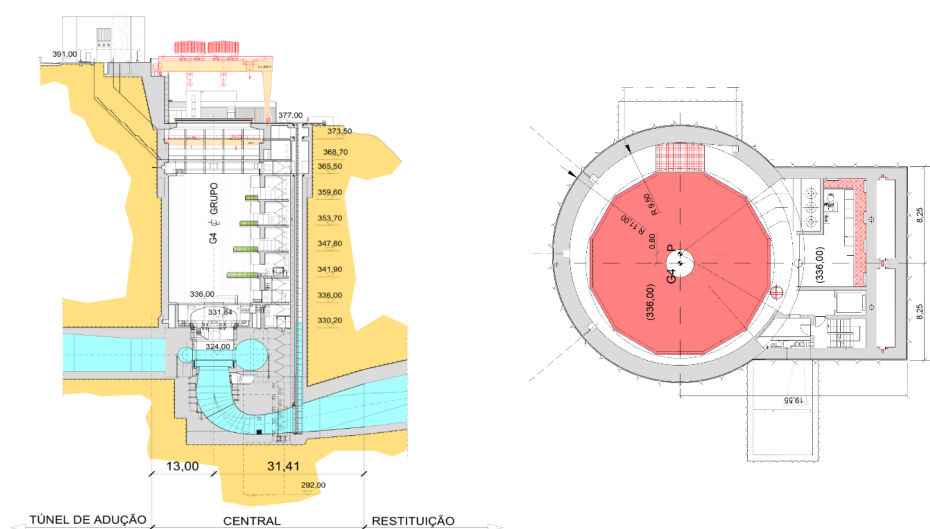 391,00
377,00
373,50
368,70
365,50
359,60
353,70
347,80
341,90
336,00
330,20
G4 ₵ GRUPO
336,00
331,84
324,00
13,00
31,41
292,00
TÚNEL DE ADUÇÃO
CENTRAL
RESTITUIÇÃO
R 9,50
R 11,00
0,80
G4
P
(336,00)
(336,00)
8,25
8,25
19,55